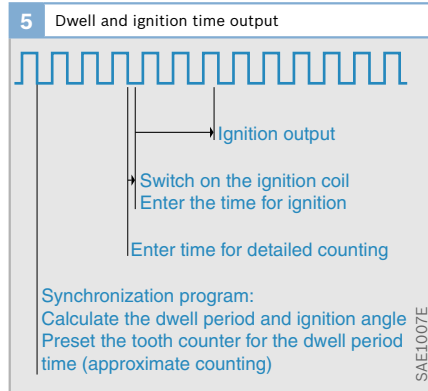 5 Dwell and ignition time output
Ignition output
Switch on the ignition coil
Enter the time for ignition
Enter time for detailed counting
Synchronization program:
Calculate the dwell period and ignition angle
Preset the tooth counter for the dwell period
time (approximate counting)
SAE1007E